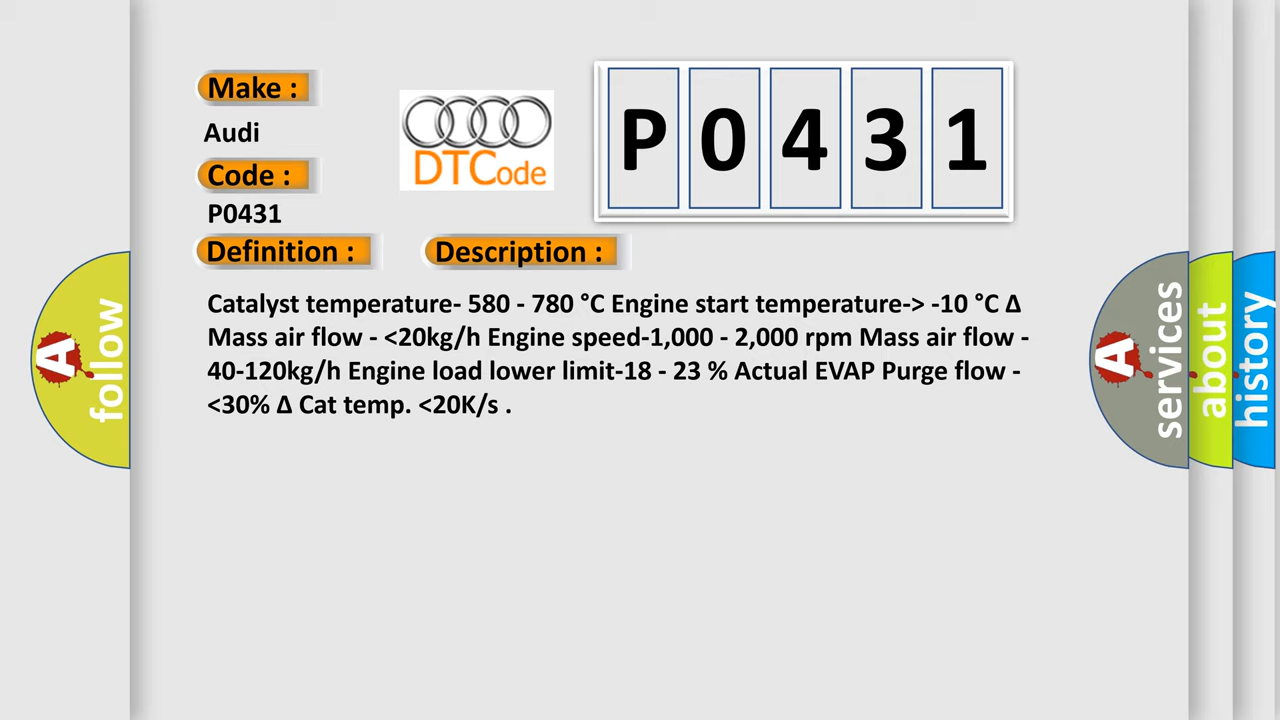 Make :
Audi
Code :
P0431
Definition :
Description :
DTCode
P0431
Catalyst temperature- 580 - 780 °C Engine start temperature-> -10 °C Δ
Mass air flow - <20kg/h Engine speed-1,000 - 2,000 rpm Mass air flow -
40-120kg/h Engine load lower limit-18 - 23 % Actual EVAP Purge flow -
<30% Δ Cat temp. <20K/s .
A follow
A services
about
history